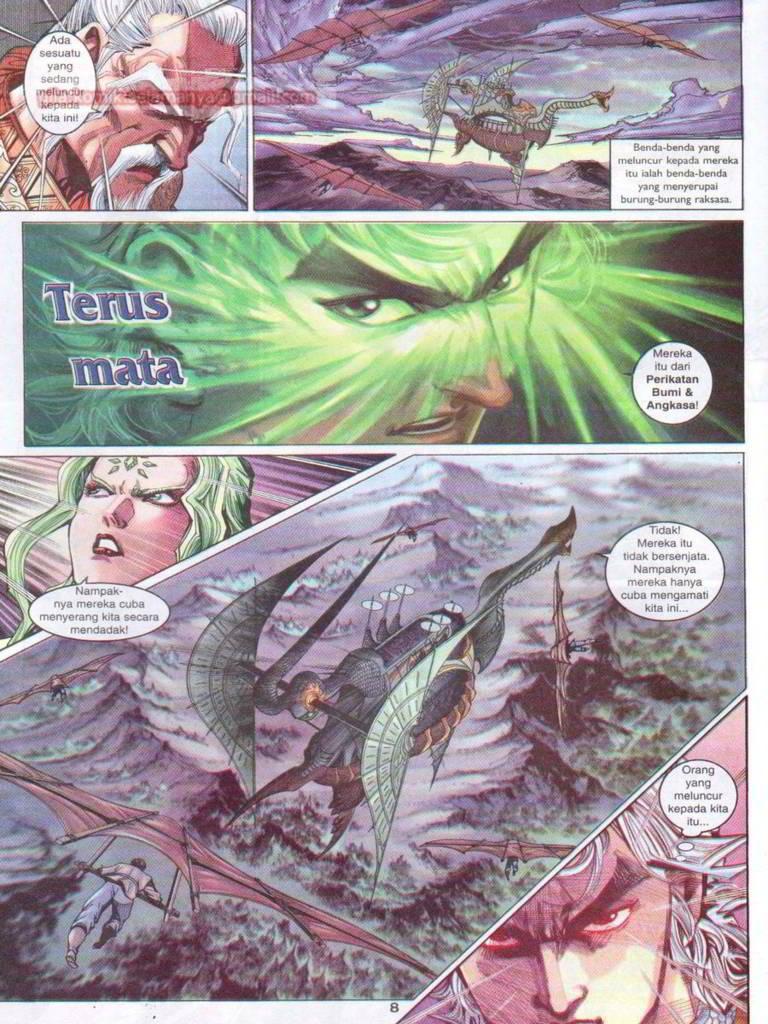 Ada
sesuatu
yang
sedang
meluncur
kepada
kita ini!
Benda-benda yang
meluncur kepada mereka
itu ialah benda-benda
yang menyerupai
burung-burung raksasa.
Terus
mata
Mereka
itu dari
Perikatan
Bumi &
Angkasa!
Nampak-
nya mereka cuba
menyerang kita secara
mendadak!
Tidak!
Mereka itu
tidak bersenjata.
Nampaknya
mereka hanya
cuba mengamati
kita ini...
Orang
yang
meluncur
kepada kita
itu...
8